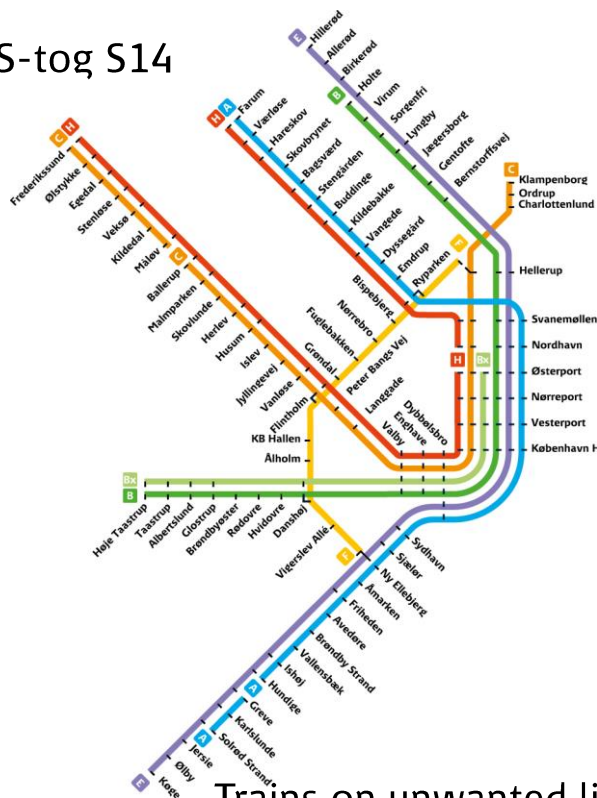 S-tog S14
E
Hillerød
Allerød
Birkerød
Holte
Virum
Sorgenfri
Lyngby
Jægersborg
Gentofte
Bernstorffsvej
B
H A
Farum
Værløse
Hareskov
Skovbrynet
Bagsværd
Stengården
Buddinge
Kildebakke
Vangede
Dyssegård
Emdrup
Ryparken
F
C
Klampenborg
Ordrup
Charlottenlund
Hellerup
Svanemøllen
Nordhavn
Østerport
Nørreport
Vesterport
København H
H
Bx
C H
Frederikssund
Ølstykke
Egedal
Stenløse
Veksø
Kildedal
Måløv
C
Ballerup
Malmparken
Skovlunde
Herlev
Husum
Islev
Jyllingevej
Vanløse
Flintholm
KB Hallen
Ålholm
Bispebjerg
Nørrebro
Fuglebakken
Grøndal
Peter Bangs Vej
Langgade
Valby
Enghave
Dybbølsbro
Bx
B
Høje Taastrup
Taastrup
Albertslund
Glostrup
Brøndbyøster
Rødovre
Hvidovre
Danshøj
Vigerslev Allé
F
Sydhavn
Sjælør
Ny Ellebjerg
Åmarken
Friheden
Avedøre
Brøndby Strand
Vallensbæk
Ishøj
Hundige
A
Greve
Karlslunde
Solrød Strand
A
Jersie
Ølby
Køge
E
Trains on unwanted li